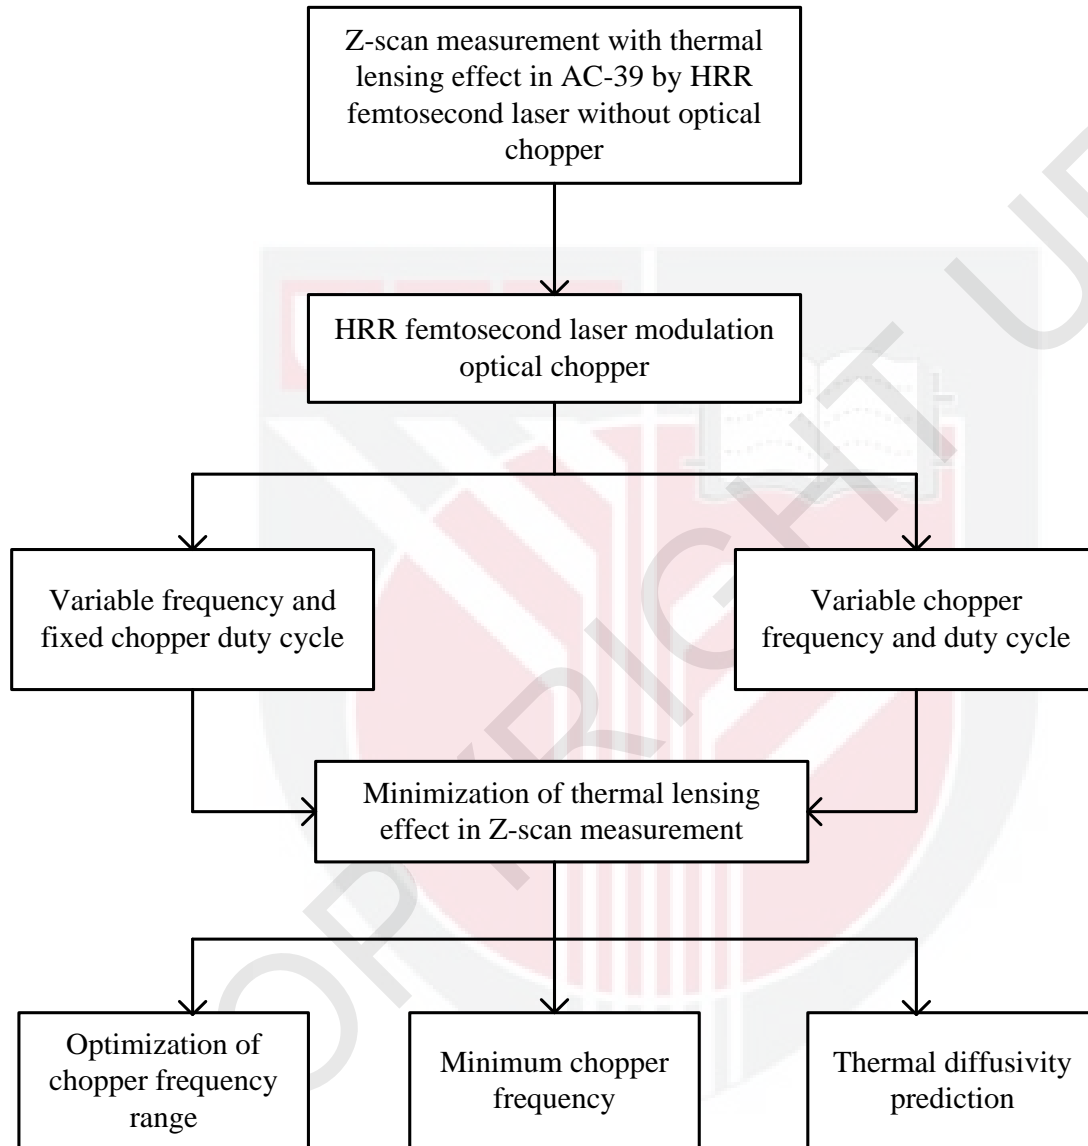 Z-scan measurement with thermal
lensing effect in AC-39 by HRR
femtosecond laser without optical
chopper
HRR femtosecond laser modulation
optical chopper
Variable frequency and
fixed chopper duty cycle
Variable chopper
frequency and duty cycle
Minimization of thermal lensing
effect in Z-scan measurement
Optimization of
chopper frequency
range
Minimum chopper
frequency
Thermal diffusivity
prediction
OPYRIGHT UP